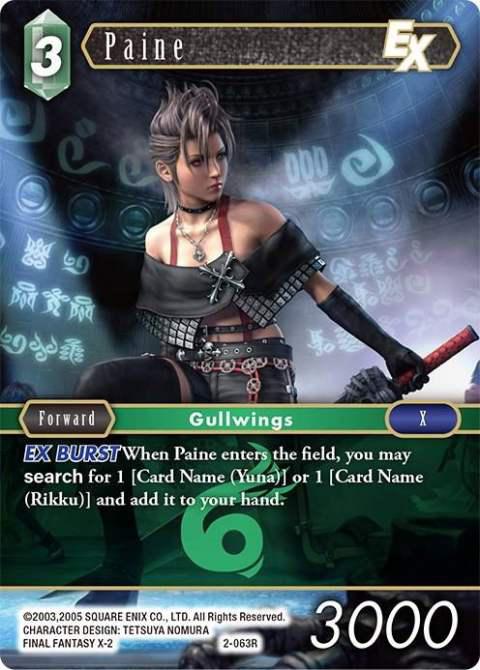 3
Paine
EX
Forward
Gullwings
X
EX BURST When Paine enters the field, you may
search for 1 [Card Name (Yuna)] or 1 [Card Name
(Rikku)] and add it to your hand.
6
©2003,2005 SQUARE ENIX CO., LTD. All Rights Reserved.
CHARACTER DESIGN: TETSUYA NOMURA
FINAL FANTASY X-2
2-063R
3000